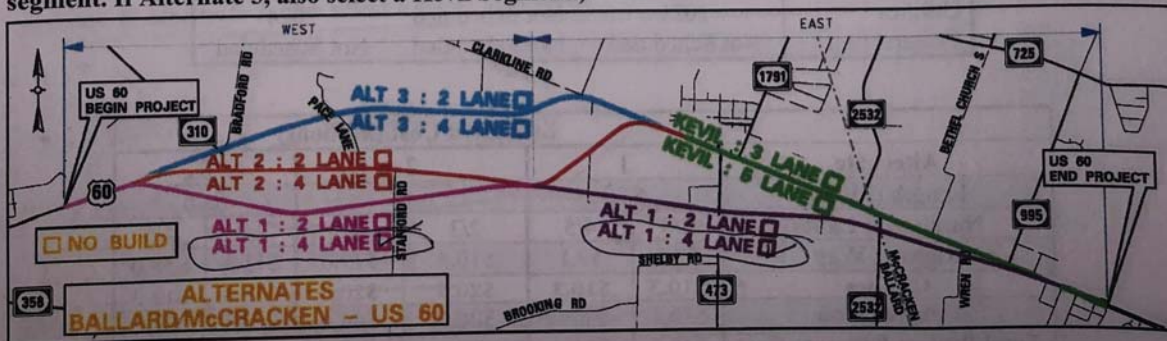 segment. If Alternate 3, also select a Kevil segment.)
WEST
EAST
US 60
BEGIN PROJECT
310
BRADFORD RD
PACE LANE
CLARKLINE RD
1791
2532
BETHEL CHURCH S
725
ALT 3 : 2 LANE
ALT 3 : 4 LANE
KEVIL : 3 LANE
KEVIL : 5 LANE
US 60
END PROJECT
60
ALT 2 : 2 LANE
ALT 2 : 4 LANE
STAFFORD RD
995
NO BUILD
ALT 1 : 2 LANE
ALT 1 : 4 LANE
ALT 1 : 2 LANE
ALT 1 : 4 LANE
SHELBY RD
McCRACKEN
BALLARD
WREN RD
358
ALTERNATES
BALLARD/McCRACKEN - US 60
BROOKING RD
473
2532